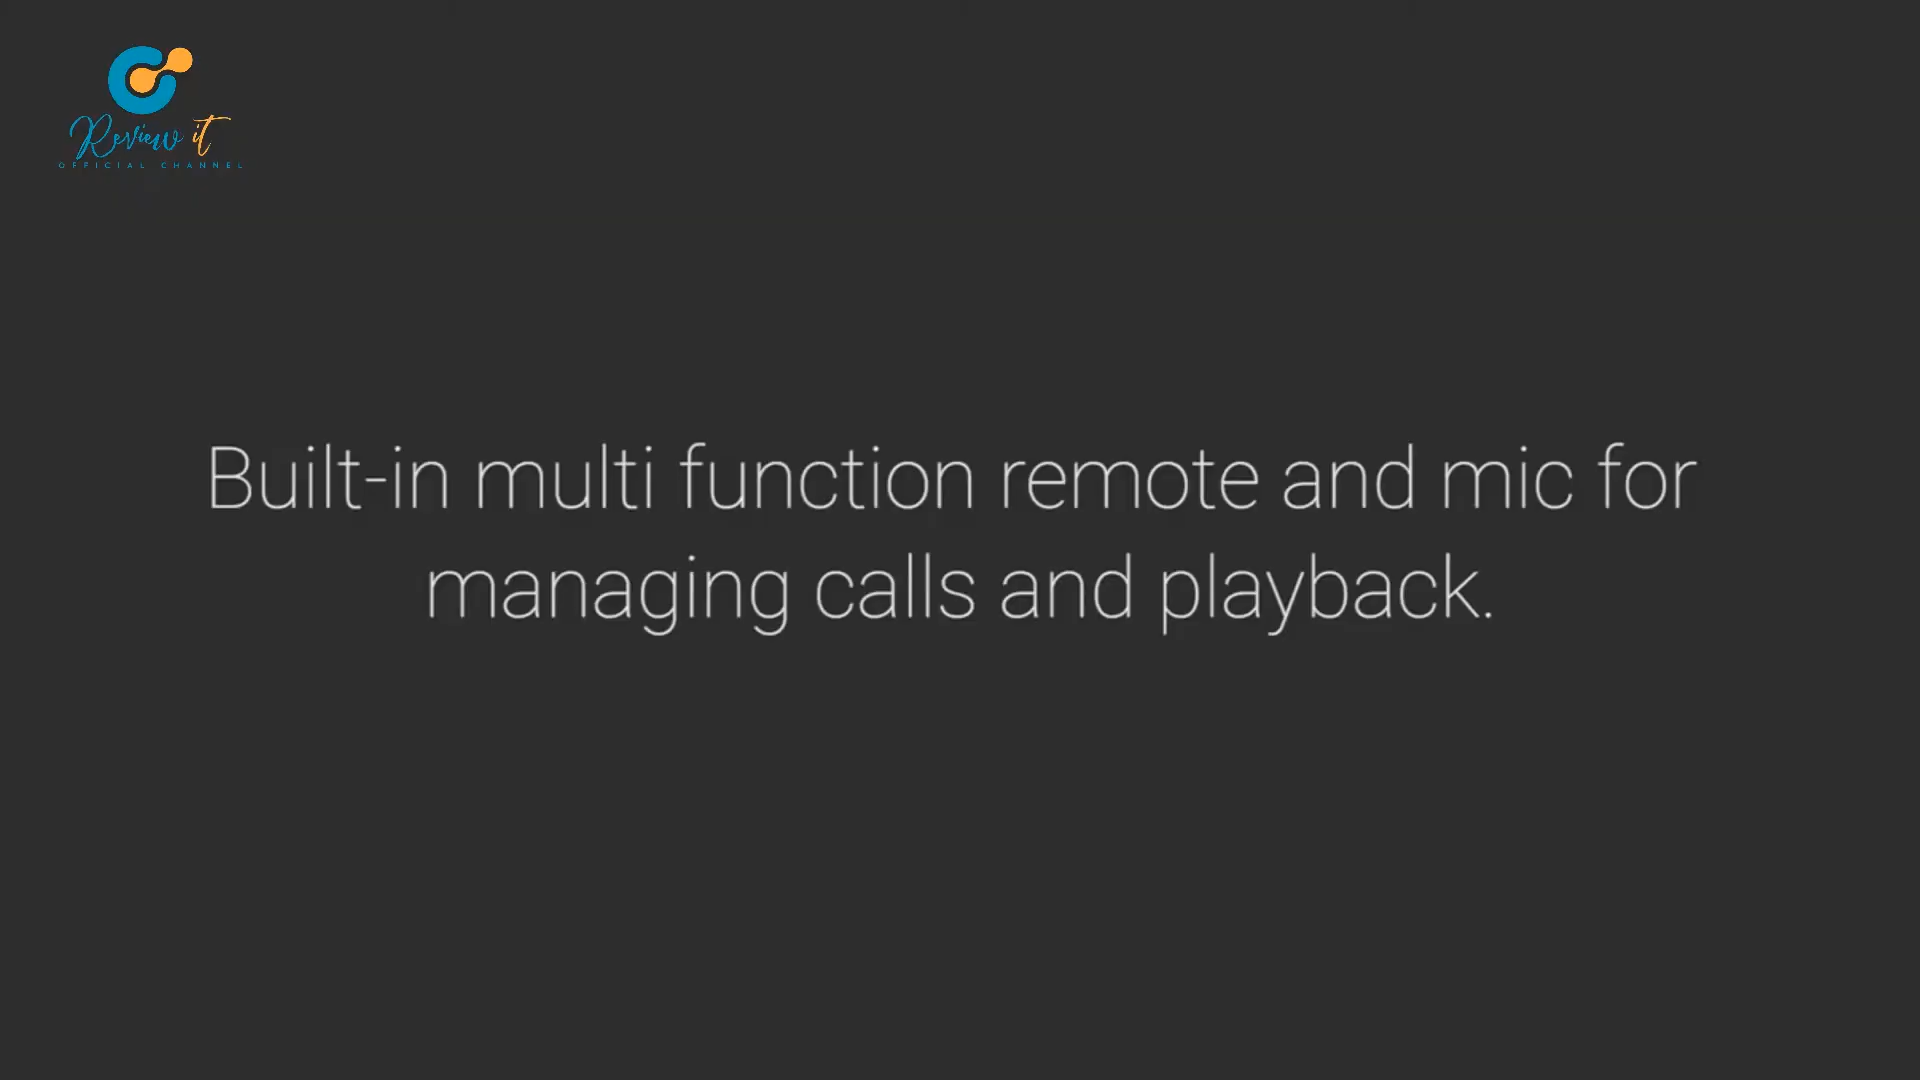 Review it
OFFICIAL CHANNEL
Built-in multi function remote and mic for
managing calls and playback.